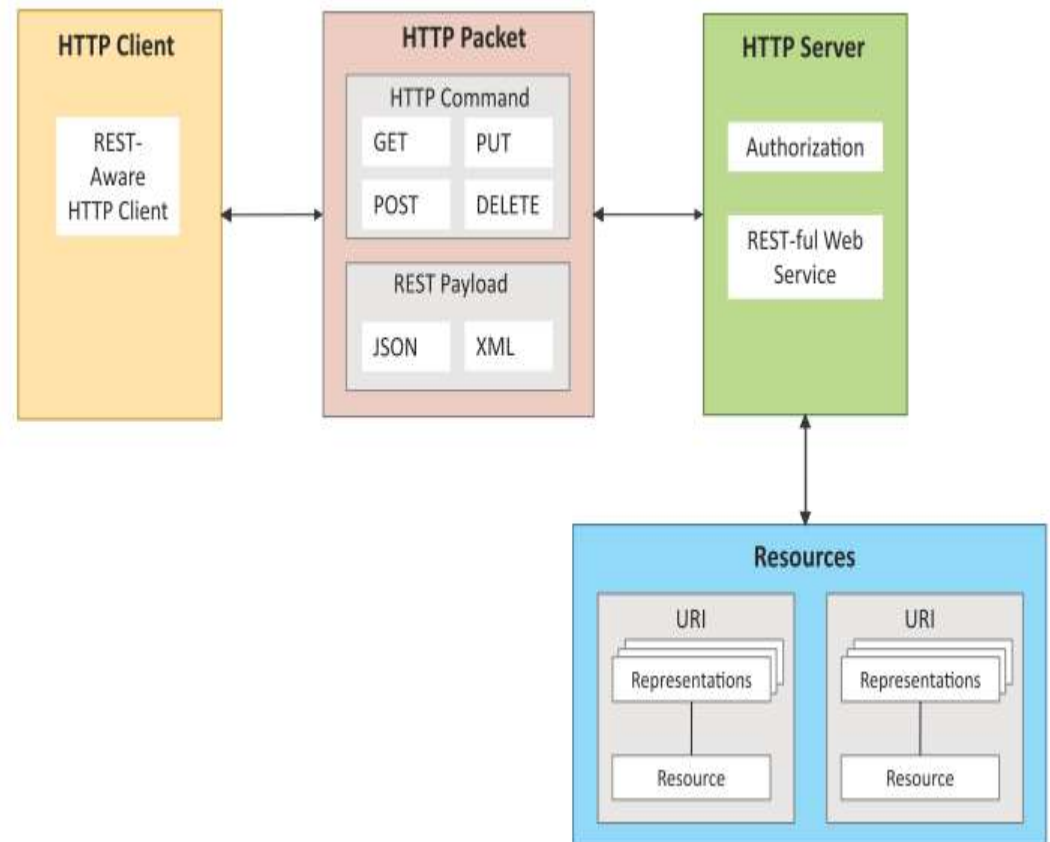 HTTP Client
REST-
Aware
HTTP Client
HTTP Packet
HTTP Command
GET
PUT
POST
DELETE
REST Payload
JSON
XML
HTTP Server
Authorization
REST-ful Web
Service
Resources
URI
Representations
Resource
URI
Representations
Resource